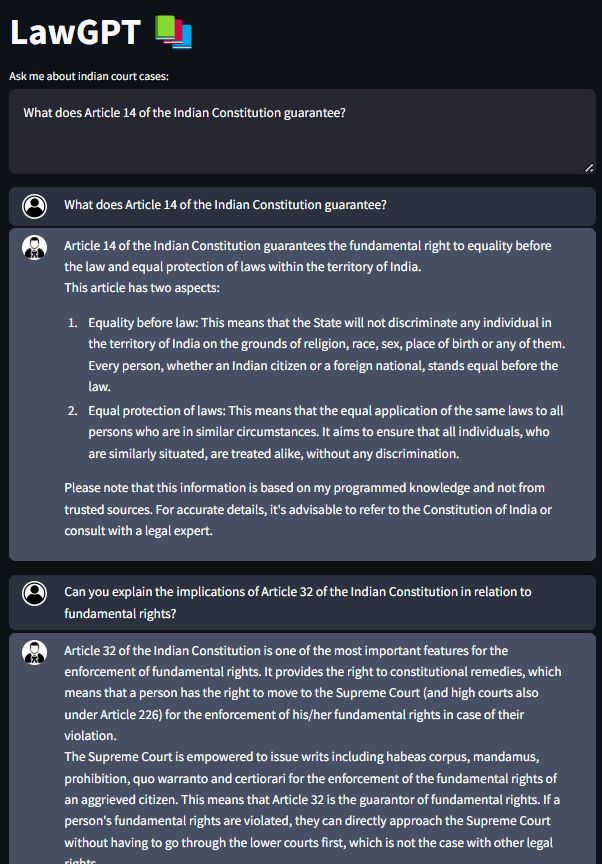 LawGPT
Ask me about indian court cases:
What does Article 14 of the Indian Constitution guarantee?
What does Article 14 of the Indian Constitution guarantee?
Article 14 of the Indian Constitution guarantees the fundamental right to equality before
the law and equal protection of laws within the territory of India.
This article has two aspects:
1. Equality before law: This means that the State will not discriminate any individual in
the territory of India on the grounds of religion, race, sex, place of birth or any of them.
Every person, whether an Indian citizen or a foreign national, stands equal before the
law.
2. Equal protection of laws: This means that the equal application of the same laws to all
persons who are in similar circumstances. It aims to ensure that all individuals, who
are similarly situated, are treated alike, without any discrimination.
Please note that this information is based on my programmed knowledge and not from
trusted sources. For accurate details, it's advisable to refer to the Constitution of India or
consult with a legal expert.
Can you explain the implications of Article 32 of the Indian Constitution in relation to
fundamental rights?
Article 32 of the Indian Constitution is one of the most important features for the
enforcement of fundamental rights. It provides the right to constitutional remedies, which
means that a person has the right to move to the Supreme Court (and high courts also
under Article 226) for the enforcement of his/her fundamental rights in case of their
violation.
The Supreme Court is empowered to issue writs including habeas corpus, mandamus,
prohibition, quo warranto and certiorari for the enforcement of the fundamental rights of
an aggrieved citizen. This means that Article 32 is the guarantor of fundamental rights. If a
person's fundamental rights are violated, they can directly approach the Supreme Court
without having to go through the lower courts first, which is not the case with other legal
rights.